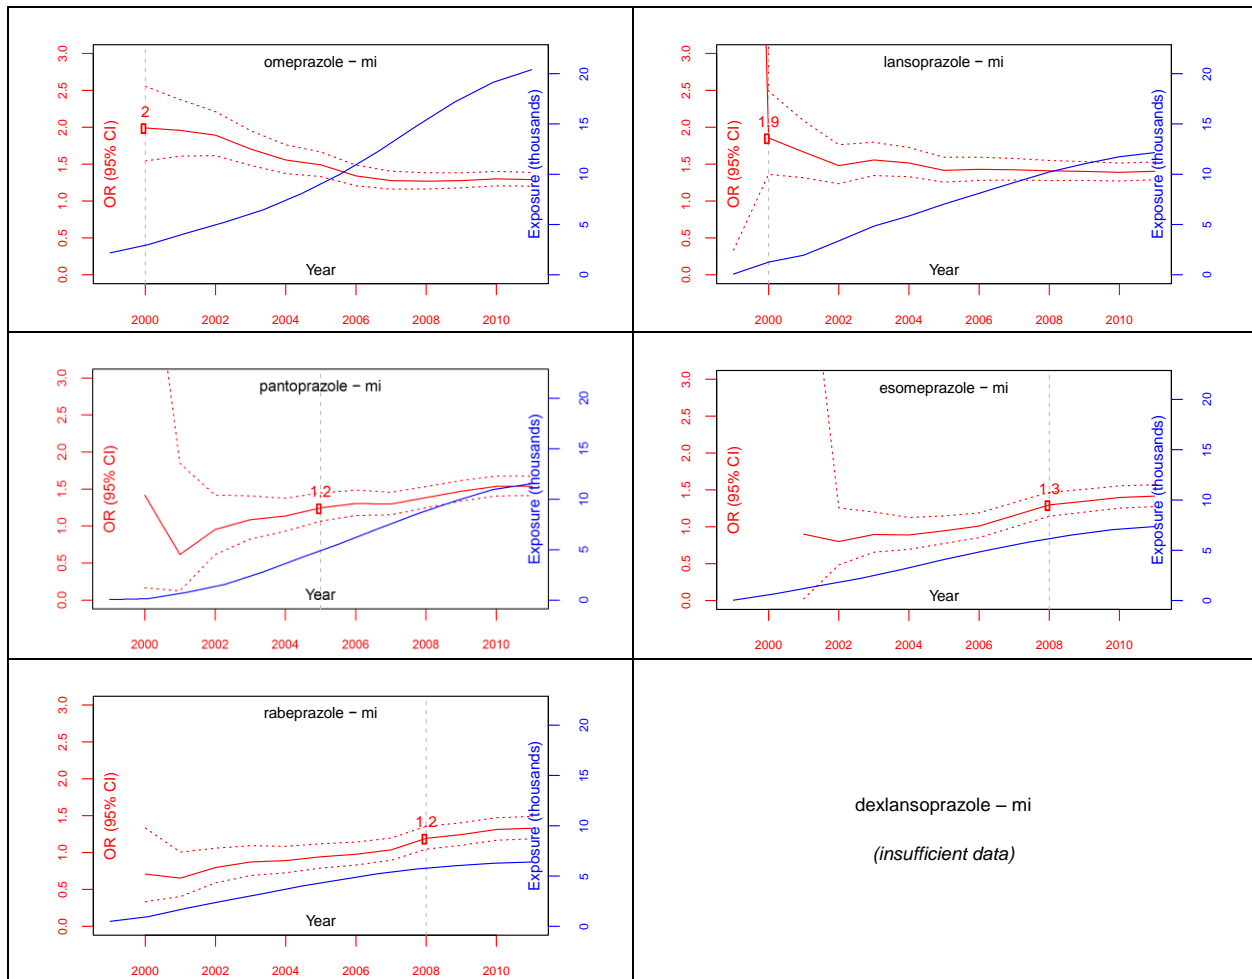 omeprazole − mi
OR (95% CI)
Exposure (thousands)
0.0 0.5 1.0 1.5 2.0 2.5 3.0
0 5 10 15 20
2
Year
2000 2002 2004 2006 2008 2010
lansoprazole − mi
OR (95% CI)
Exposure (thousands)
0.0 0.5 1.0 1.5 2.0 2.5 3.0
0 5 10 15 20
1.9
Year
2000 2002 2004 2006 2008 2010
pantoprazole − mi
OR (95% CI)
Exposure (thousands)
0.0 0.5 1.0 1.5 2.0 2.5 3.0
0 5 10 15 20
1.2
Year
2000 2002 2004 2006 2008 2010
esomeprazole − mi
OR (95% CI)
Exposure (thousands)
0.0 0.5 1.0 1.5 2.0 2.5 3.0
0 5 10 15 20
1.3
Year
2000 2002 2004 2006 2008 2010
rabeprazole − mi
OR (95% CI)
Exposure (thousands)
0.0 0.5 1.0 1.5 2.0 2.5 3.0
0 5 10 15 20
1.2
Year
2000 2002 2004 2006 2008 2010
dexlansoprazole – mi
(insufficient data)